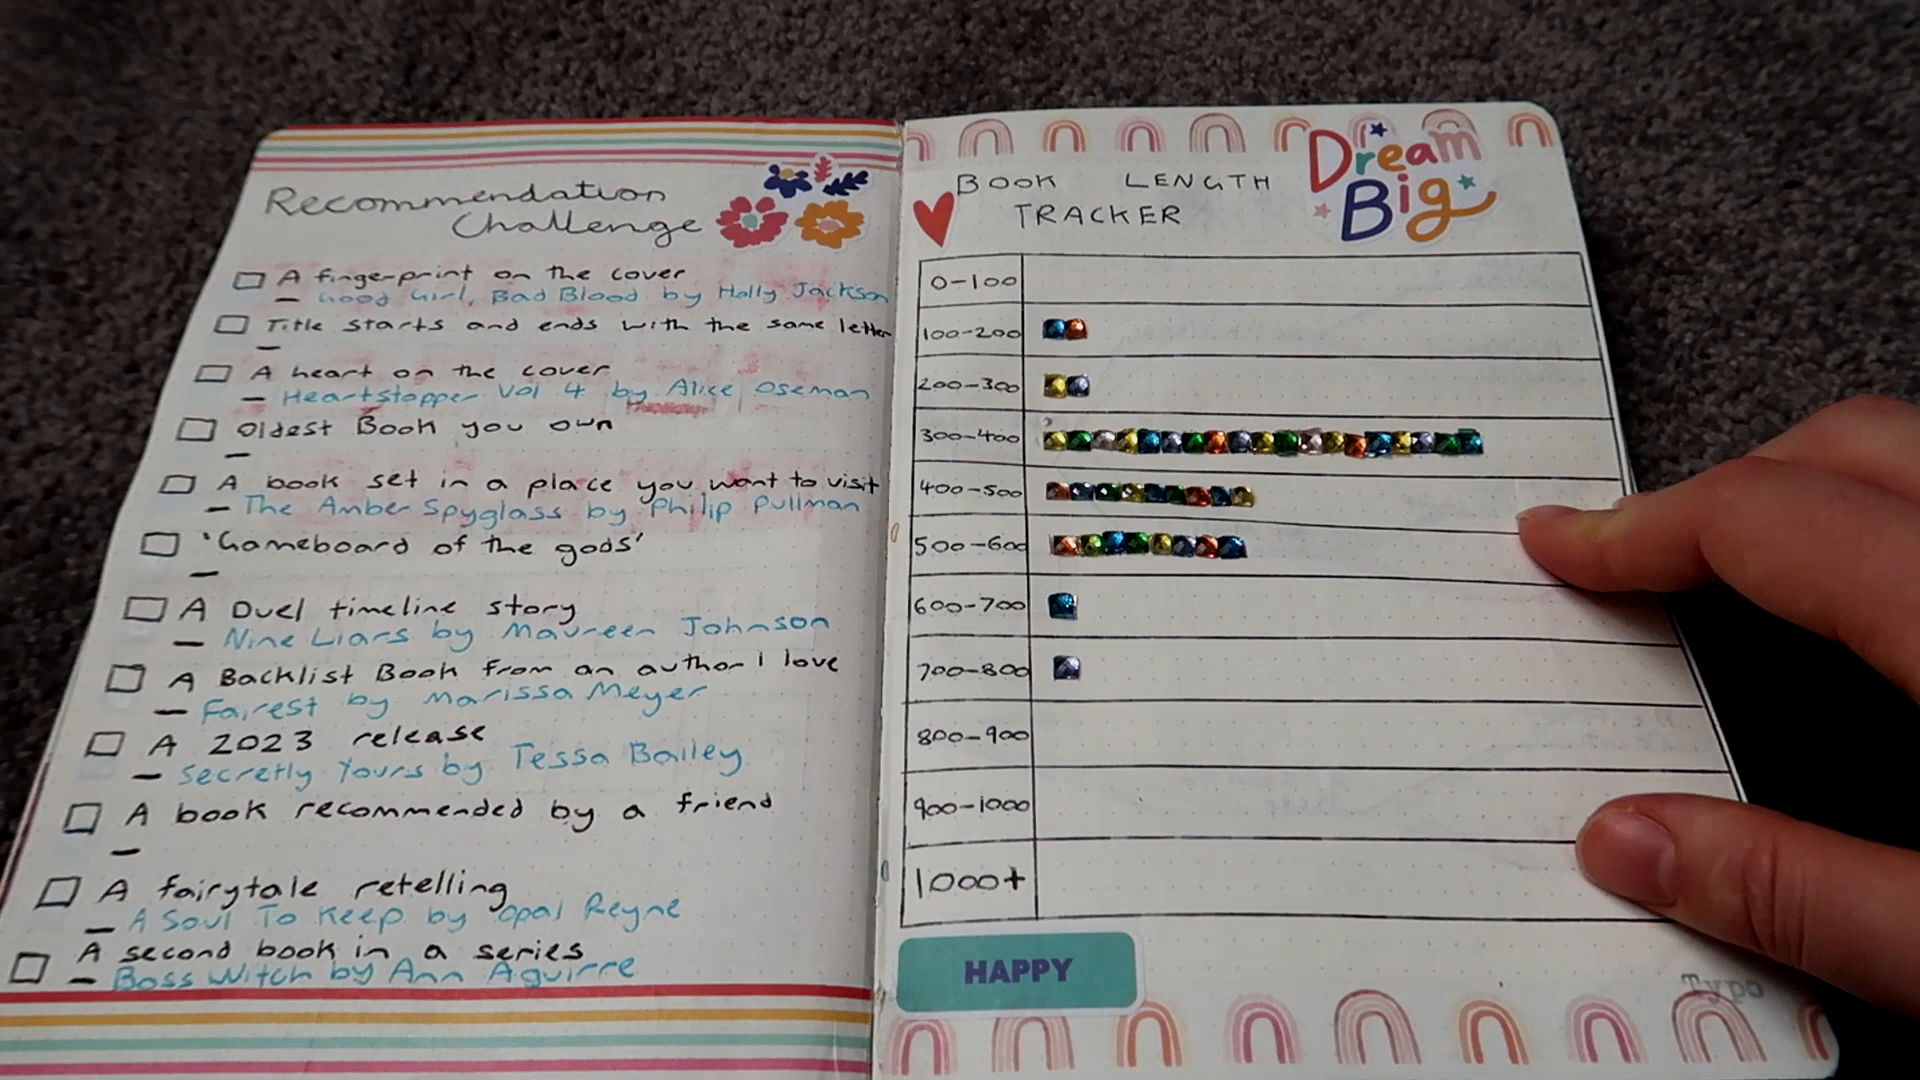 Recommendation
Challenge
A fingerprint on the cover
- Good Girl, Bad Blood by Holly Jackson
Title starts and ends with the same letter
-
A heart on the cover
- Heartstopper Vol 4 by Alice Oseman
Oldest Book you own
-
A book set in a place you want to visit
- The Amber Spyglass by Philip Pullman
'Gameboard of the gods'
-
A Duel timeline story
- Nine Liars by Maureen Johnson
A Backlist Book from an author I love
- Fairest by Marissa Meyer
A 2023 release
- Secretly Yours by Tessa Bailey
A book recommended by a friend
-
A fairytale retelling
- A Soul To Keep by Opal Reyne
A second book in a series
- Boss Witch by Ann Aguirre
BOOK LENGTH
TRACKER
Dream
Big
0-100
100-200
200-300
300-400
400-500
500-600
600-700
700-800
800-900
900-1000
1000+
HAPPY
Typo